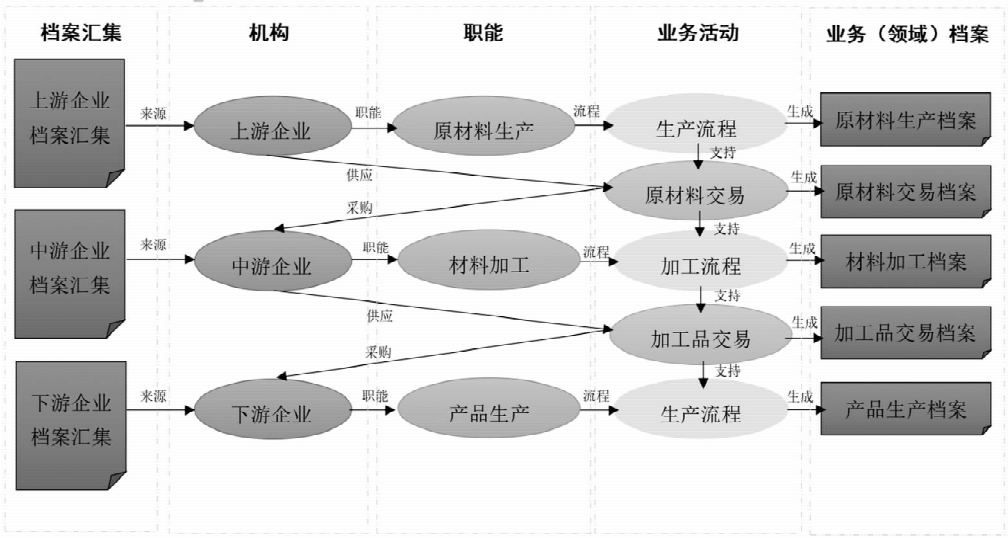 档案汇集
机构
职能
业务活动
业务（领域）档案
上游企业
档案汇集
来源
上游企业
职能
原材料生产
流程
生产流程
生成
原材料生产档案
支持
供应
原材料交易
生成
原材料交易档案
采购
支持
中游企业
档案汇集
来源
中游企业
职能
材料加工
流程
加工流程
生成
材料加工档案
支持
供应
加工品交易
生成
加工品交易档案
采购
支持
下游企业
档案汇集
来源
下游企业
职能
产品生产
流程
生产流程
生成
产品生产档案